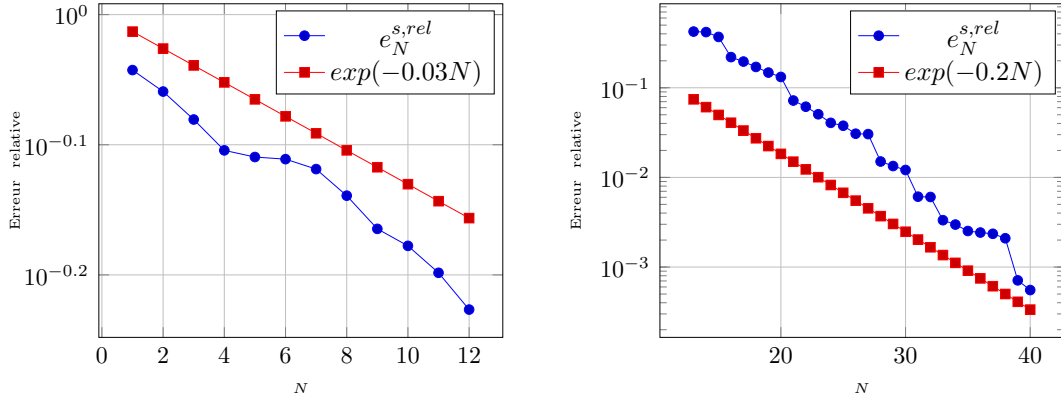 10^0
10^{-0.1}
10^{-0.2}
Erreur relative
0 2 4 6 8 10 12
N
e_N^{s,rel}
exp(−0.03N)
10^{-1}
10^{-2}
10^{-3}
Erreur relative
20 30 40
N
e_N^{s,rel}
exp(−0.2N)